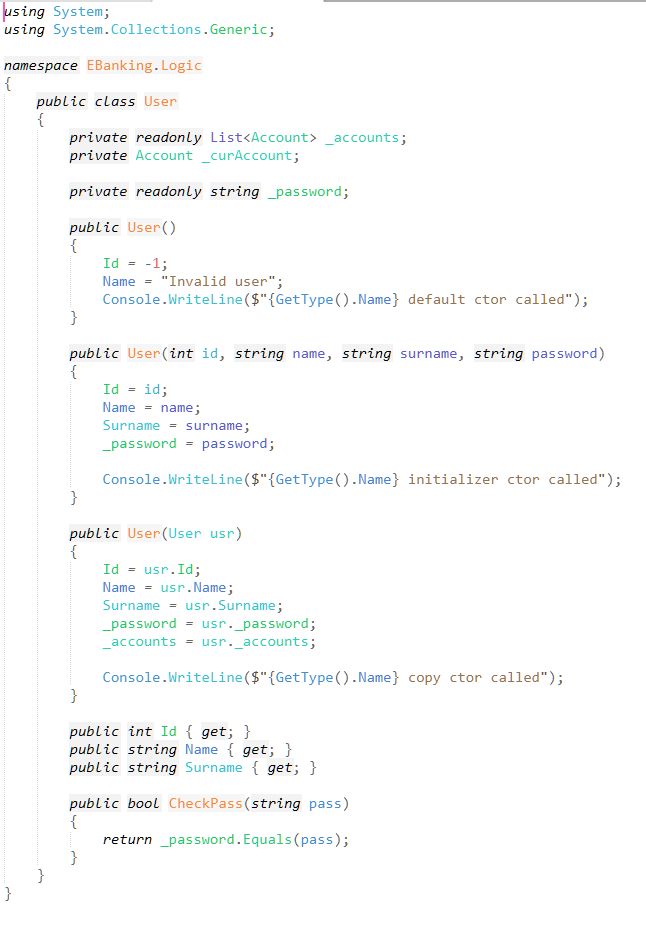 using System;
using System.Collections.Generic;

namespace EBanking.Logic
{
    public class User
    {
        private readonly List<Account> _accounts;
        private Account _curAccount;

        private readonly string _password;

        public User()
        {
            Id = -1;
            Name = "Invalid user";
            Console.WriteLine($"{GetType().Name} default ctor called");
        }

        public User(int id, string name, string surname, string password)
        {
            Id = id;
            Name = name;
            Surname = surname;
            _password = password;

            Console.WriteLine($"{GetType().Name} initializer ctor called");
        }

        public User(User usr)
        {
            Id = usr.Id;
            Name = usr.Name;
            Surname = usr.Surname;
            _password = usr._password;
            _accounts = usr._accounts;

            Console.WriteLine($"{GetType().Name} copy ctor called");
        }

        public int Id { get; }
        public string Name { get; }
        public string Surname { get; }

        public bool CheckPass(string pass)
        {
            return _password.Equals(pass);
        }
    }
}